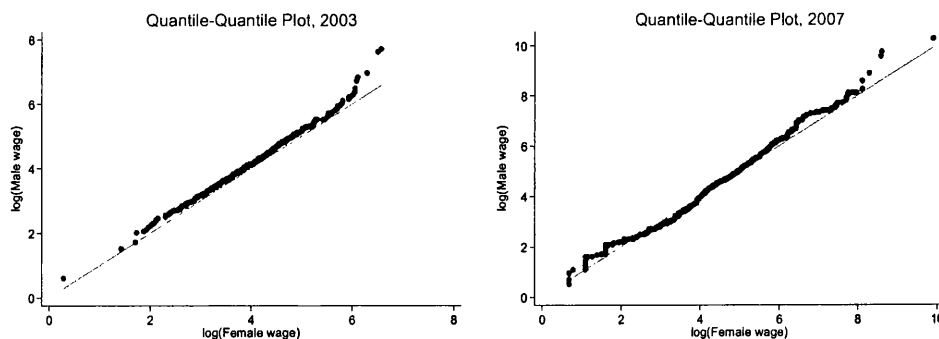 Quantile-Quantile Plot, 2003
8
6
4
2
0
log(Male wage)
0 2 4 6 8
log(Female wage)
Quantile-Quantile Plot, 2007
10
8
6
4
2
0
log(Male wage)
0 2 4 6 8 10
log(Female wage)